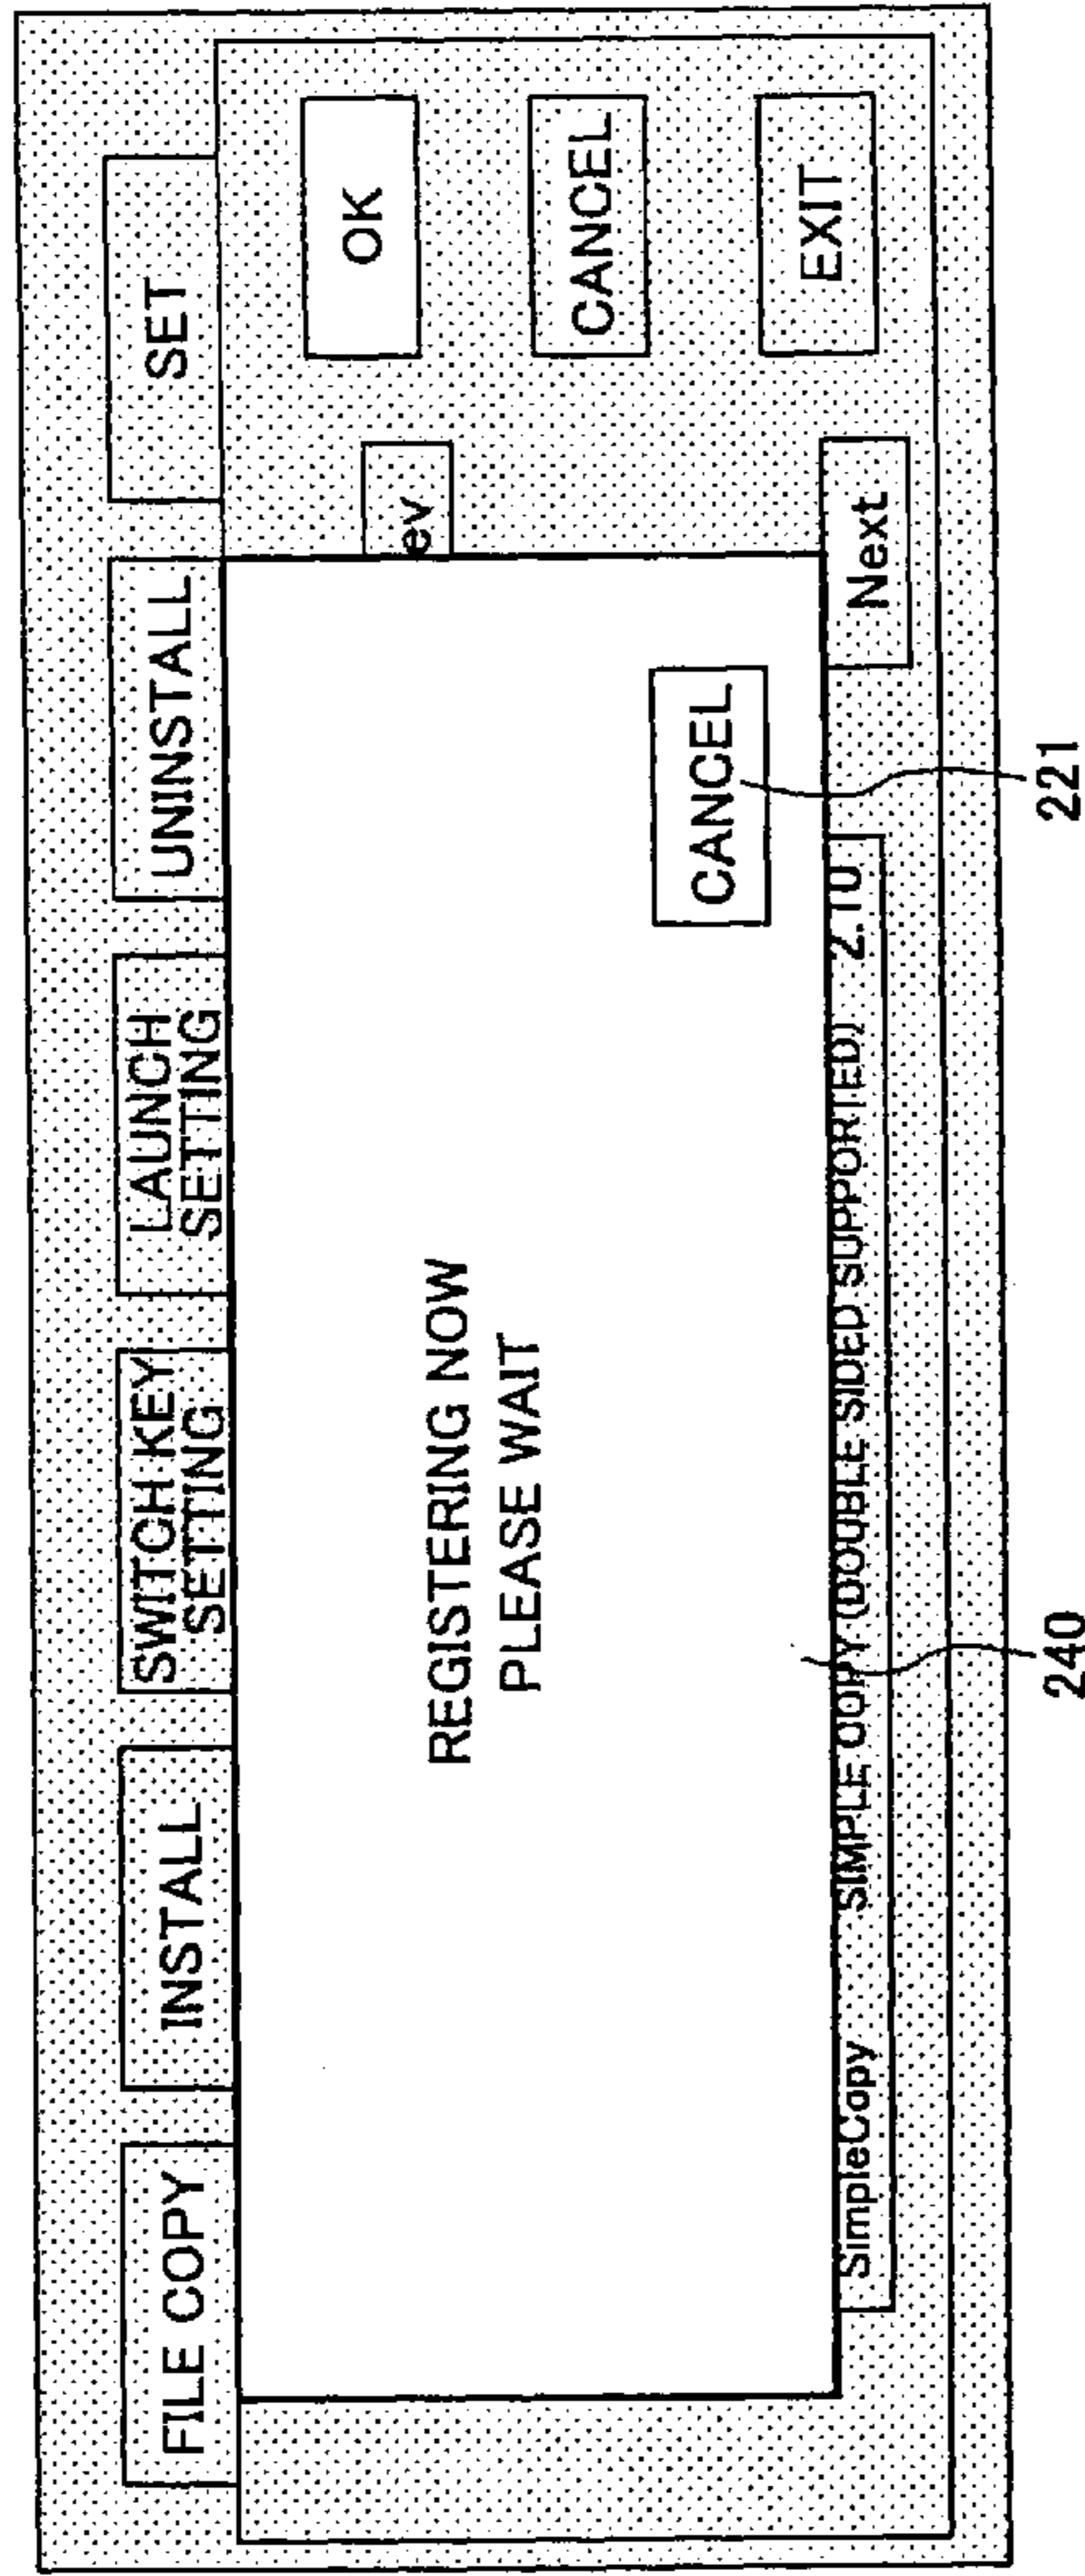 FILE COPY
INSTALL
SWITCH KEY
SETTING
LAUNCH
SETTING
UNINSTALL
SET
REGISTERING NOW
PLEASE WAIT
CANCEL
ev
OK
CANCEL
EXIT
Next
SimpleCopy SIMPLE COPY (DOUBLE SIDED SUPPORTED) 2.10
240
221